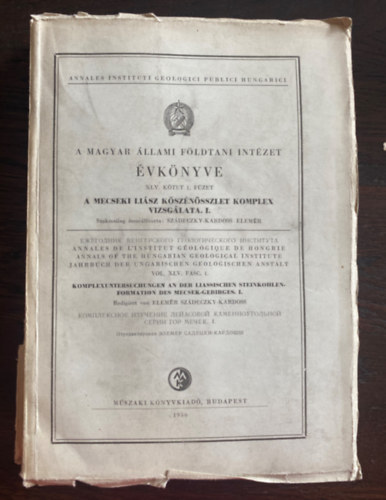 ANNALES INSTITUTI GEOLOGICI PUBLICI HUNGARICI
A MAGYAR ÁLLAMI FÖLDTANI INTÉZET
ÉVKÖNYVE
XLV. KÖTET 1. FÜZET
A MECSEKI LIÁSZ KŐSZÉNÖSSZLET KOMPLEX
VIZSGÁLATA. I.
SZÁDECZKY-KARDOSS ELEMÉR
ANNALES DE L'INSTITUT GÉOLOGIQUE DE HONGRIE
ANNALS OF THE HUNGARIAN GEOLOGICAL INSTITUTE
JAHRBUCH DER UNGARISCHEN GEOLOGISCHEN ANSTALT
VOL. XLV. FASC. 1.
KOMPLEXUNTERSUCHUNGEN AN DER LIASSISCHEN STEINKOHLEN-
FORMATION DES MECSEK-GEBIRGES. I.
Redigiert von ELEMÉR SZÁDECZKY-KARDOSS
MŰSZAKI KÖNYVKIADÓ, BUDAPEST
1956